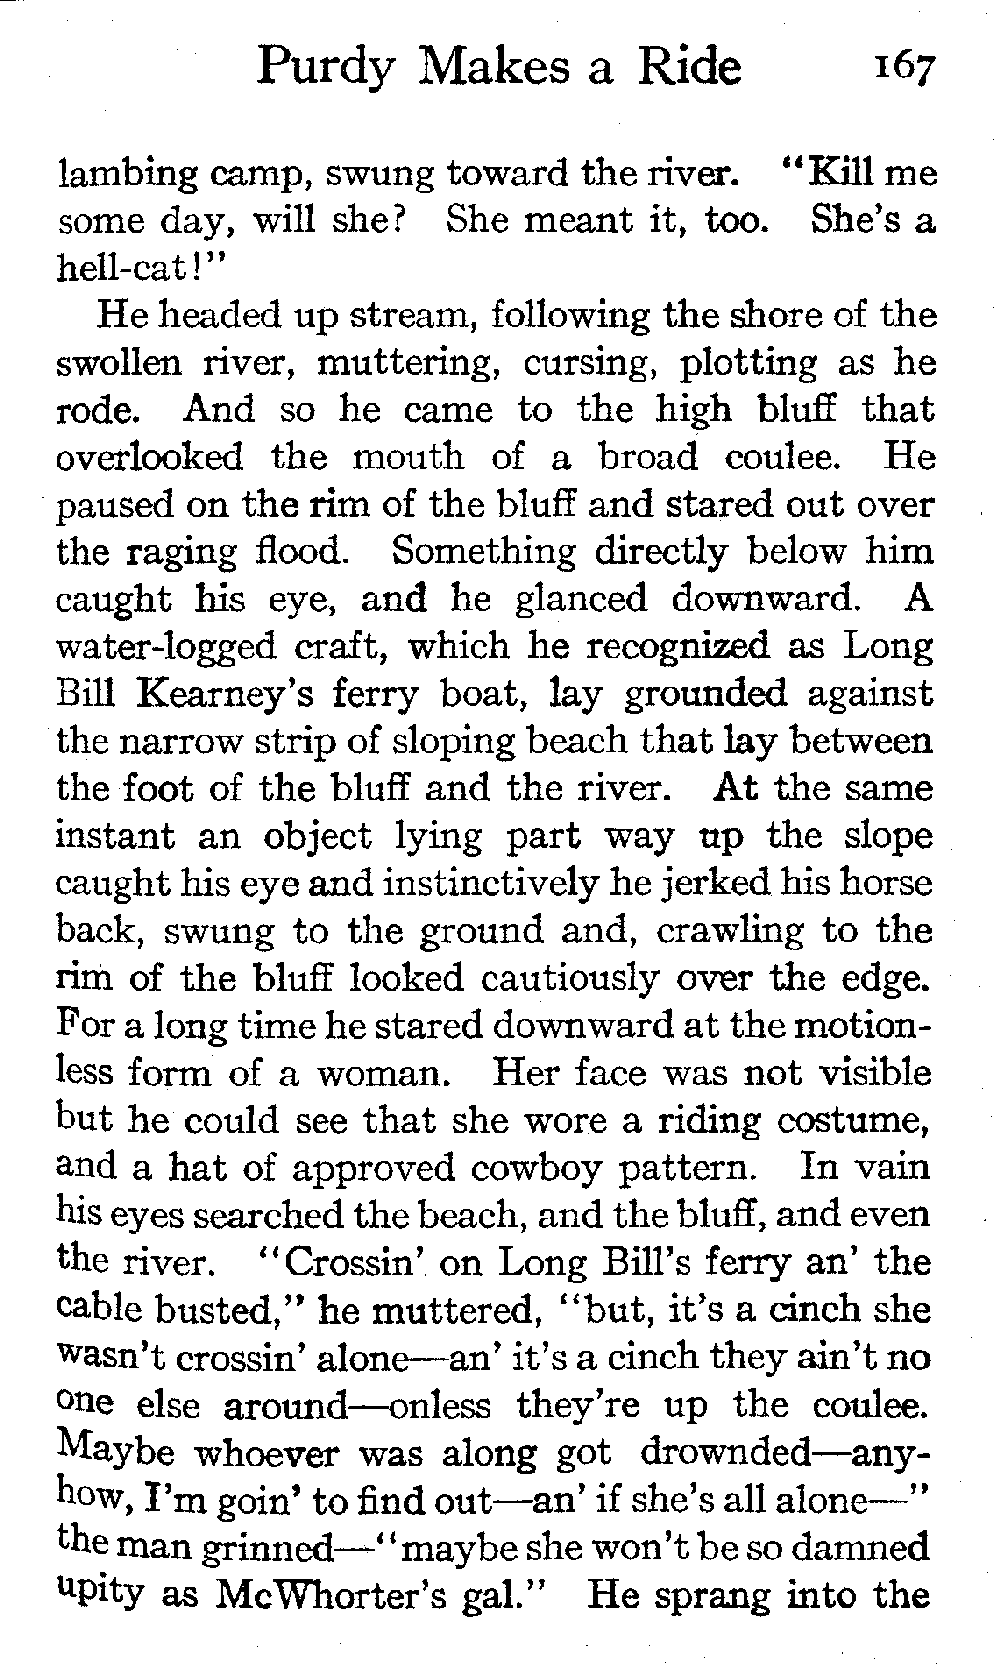 Purdy Makes a Ride 167
lambing camp, swung toward the river. “Kill me
some day, will she? She meant it, too. She’s a
hell-cat!”
He headed up stream, following the shore of the
swollen river, muttering, cursing, plotting as he
rode. And so he came to the high bluff that
overlooked the mouth of a broad coulee. He
paused on the rim of the bluff and stared out over
the raging flood. Something directly below him
caught his eye, and he glanced downward. A
water-logged craft, which he recognized as Long
Bill Kearney’s ferry boat, lay grounded against
the narrow strip of sloping beach that lay between
the foot of the bluff and the river. At the same
instant an object lying part way up the slope
caught his eye and instinctively he jerked his horse
back, swung to the ground and, crawling to the
rim of the bluff looked cautiously over the edge.
For a long time he stared downward at the motion-
less form of a woman. Her face was not visible
but he could see that she wore a riding costume,
and a hat of approved cowboy pattern. In vain
his eyes searched the beach, and the bluff, and even
the river. “Crossin’ on Long Bill’s ferry an’ the
cable busted,” he muttered, “but, it’s a cinch she
wasn’t crossin’ alone—an’ it’s a cinch they ain’t no
one else around—onless they’re up the coulee.
Maybe whoever was along got drownded—any-
how, I’m goin’ to find out—an’ if she’s all alone—”
the man grinned—“maybe she won’t be so damned
upity as McWhorter’s gal.” He sprang into the